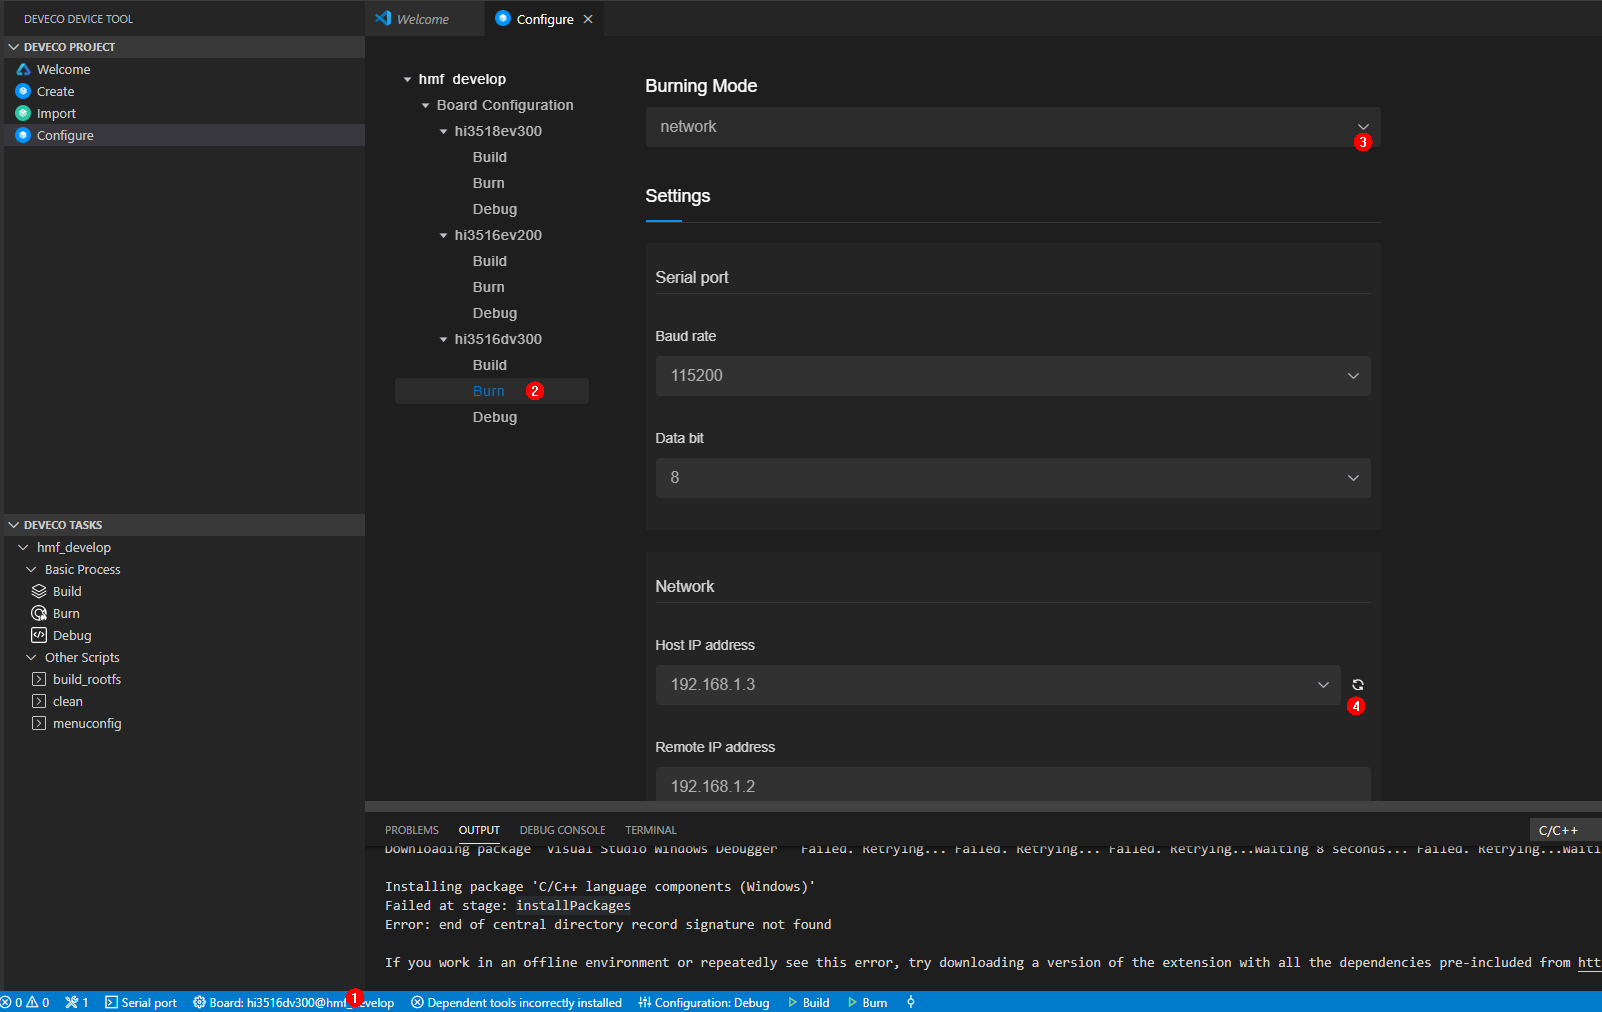 DEVECO DEVICE TOOL
DEVECO PROJECT
Welcome
Create
Import
Configure
DEVECO TASKS
hmf_develop
Basic Process
Build
Burn
Debug
Other Scripts
build_rootfs
clean
menuconfig
Welcome
Configure
hmf develop
Board Configuration
hi3518ev300
Build
Burn
Debug
hi3516ev200
Build
Burn
Debug
hi3516dv300
Build
Burn 2
Debug
Burning Mode
network
3
Settings
Serial port
Baud rate
115200
Data bit
8
Network
Host IP address
192.168.1.3
4
Remote IP address
192.168.1.2
PROBLEMS OUTPUT DEBUG CONSOLE TERMINAL C/C++
Downloading package 'Visual Studio Windows Debugger' Failed. Retrying... Failed. Retrying... Failed. Retrying...Waiting 8 seconds... Failed. Retrying...Waiti
Installing package 'C/C++ language components (Windows)'
Failed at stage: installPackages
Error: end of central directory record signature not found
If you work in an offline environment or repeatedly see this error, try downloading a version of the extension with all the dependencies pre-included from htt
0 0 1 Serial port Board: hi3516dv300@hmf_ 1 evelop Dependent tools incorrectly installed Configuration: Debug Build Burn